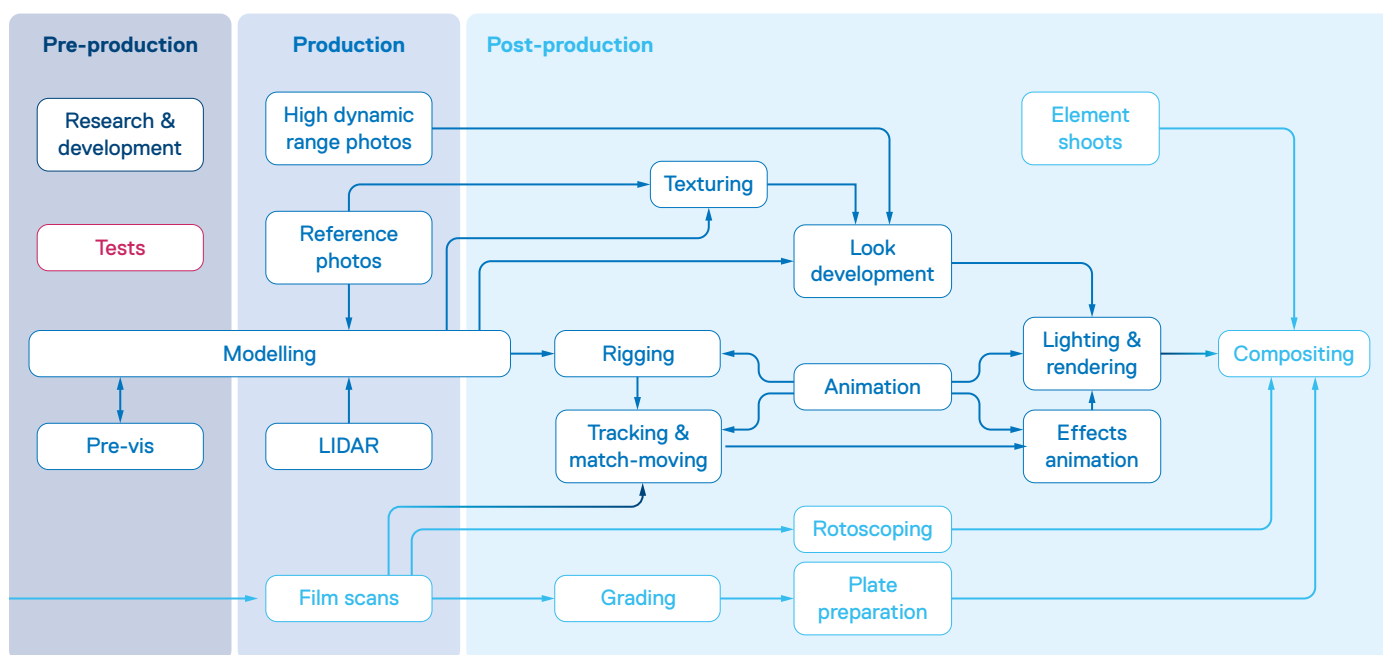 Pre-production
Production
Post-production
Research &
development
High dynamic
range photos
Element
shoots
Texturing
Tests
Reference
photos
Look
development
Modelling
Rigging
Animation
Lighting &
rendering
Compositing
Pre-vis
LIDAR
Tracking &
match-moving
Effects
animation
Rotoscoping
Film scans
Grading
Plate
preparation